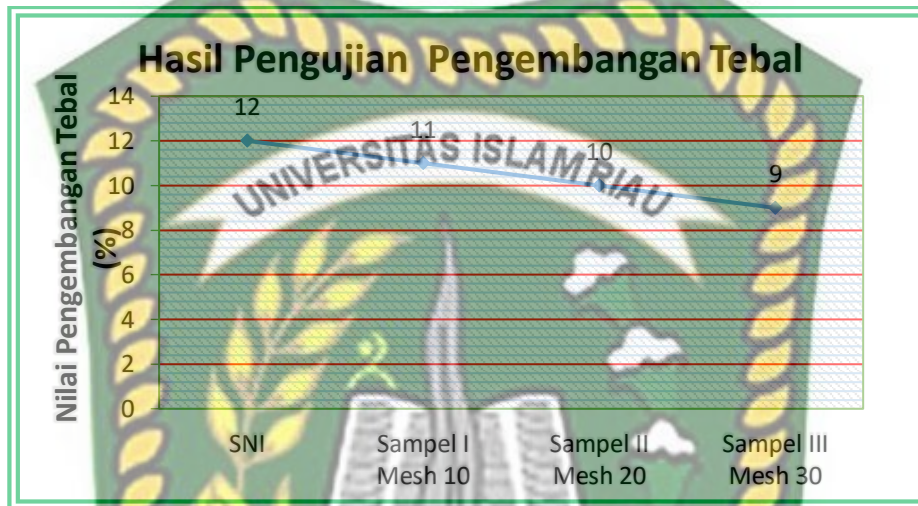 Hasil Pengujian Pengembangan Tebal
Nilai Pengembangan Tebal
(%)
14
12
10
8
6
4
2
0
12
11
10
9
UNIVERSITAS ISLAM RIAU
SNI
Sampel I
Mesh 10
Sampel II
Mesh 20
Sampel III
Mesh 30